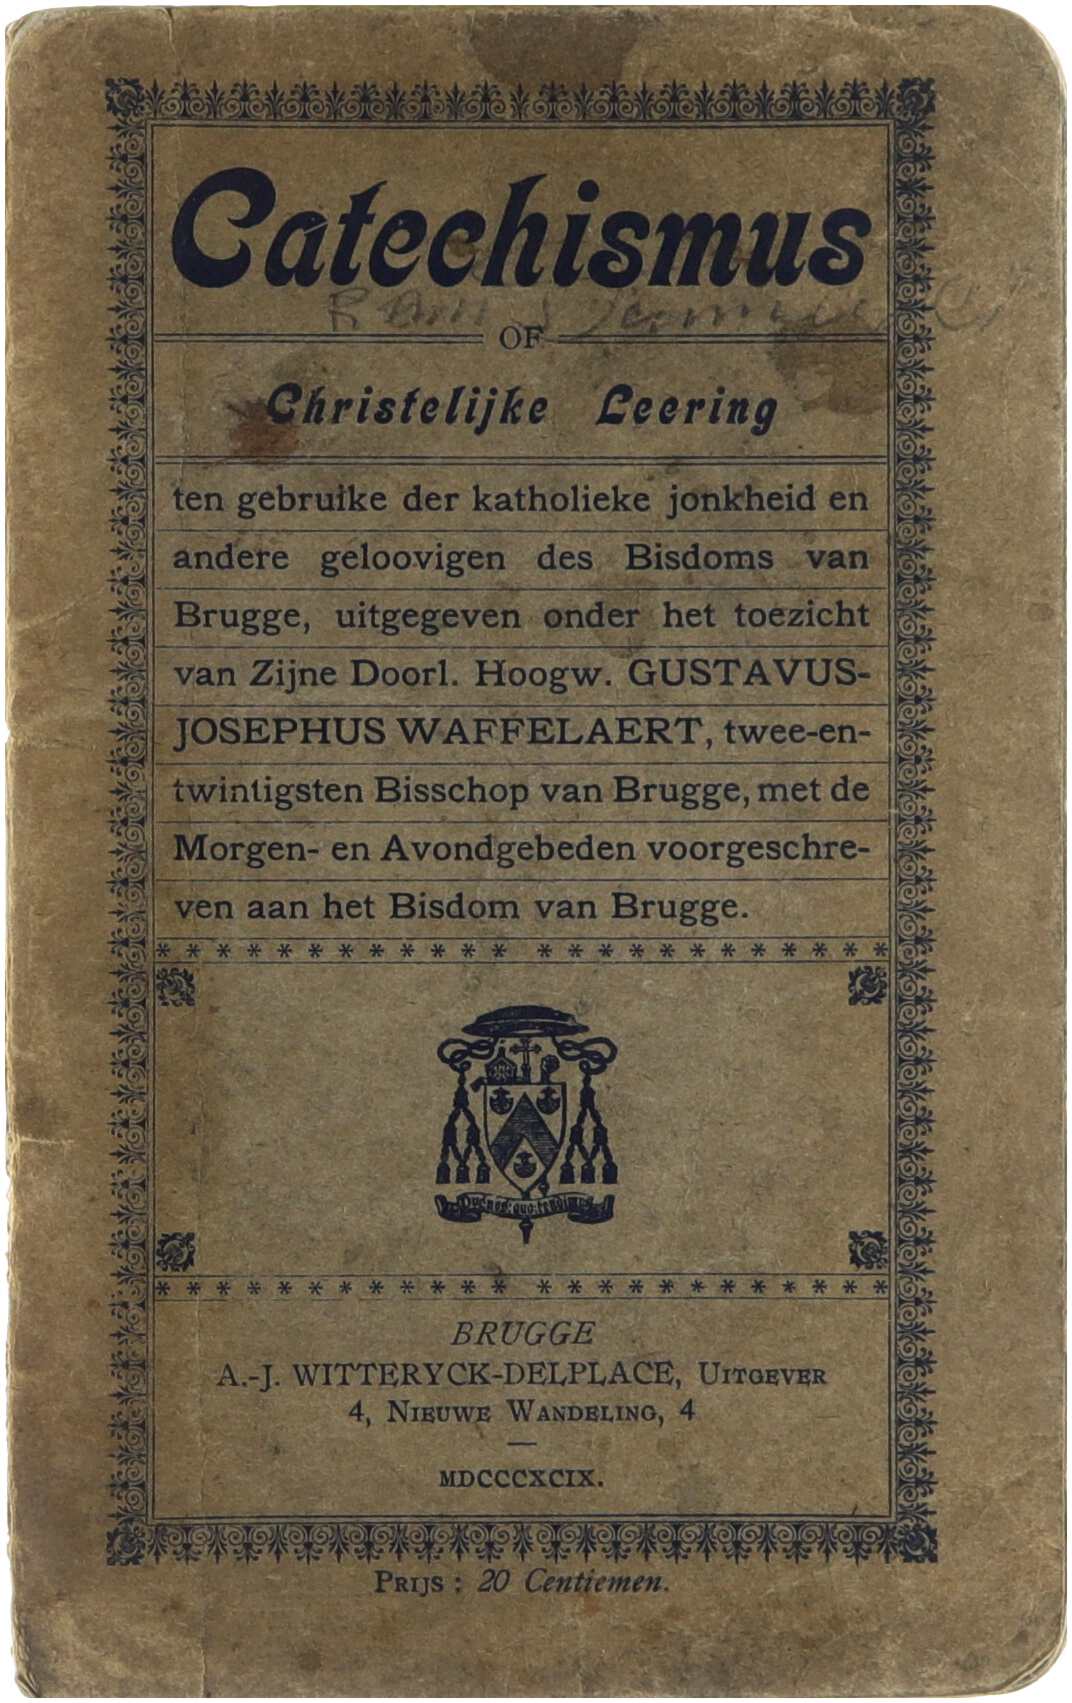 Catechismus
OF
Christelijke Leering
ten gebruike der katholieke jonkheid en
andere geloovigen des Bisdoms van
Brugge, uitgegeven onder het toezicht
van Zijne Doorl. Hoogw. GUSTAVUS-
JOSEPHUS WAFFELAERT, twee-en-
twintigsten Bisschop van Brugge, met de
Morgen- en Avondgebeden voorgeschre-
ven aan het Bisdom van Brugge.
BRUGGE
A.-J. WITTERYCK-DELPLACE, UITGEVER
4, NIEUWE WANDELING, 4
MDCCCXCIX.
PRIJS : 20 Centiemen.